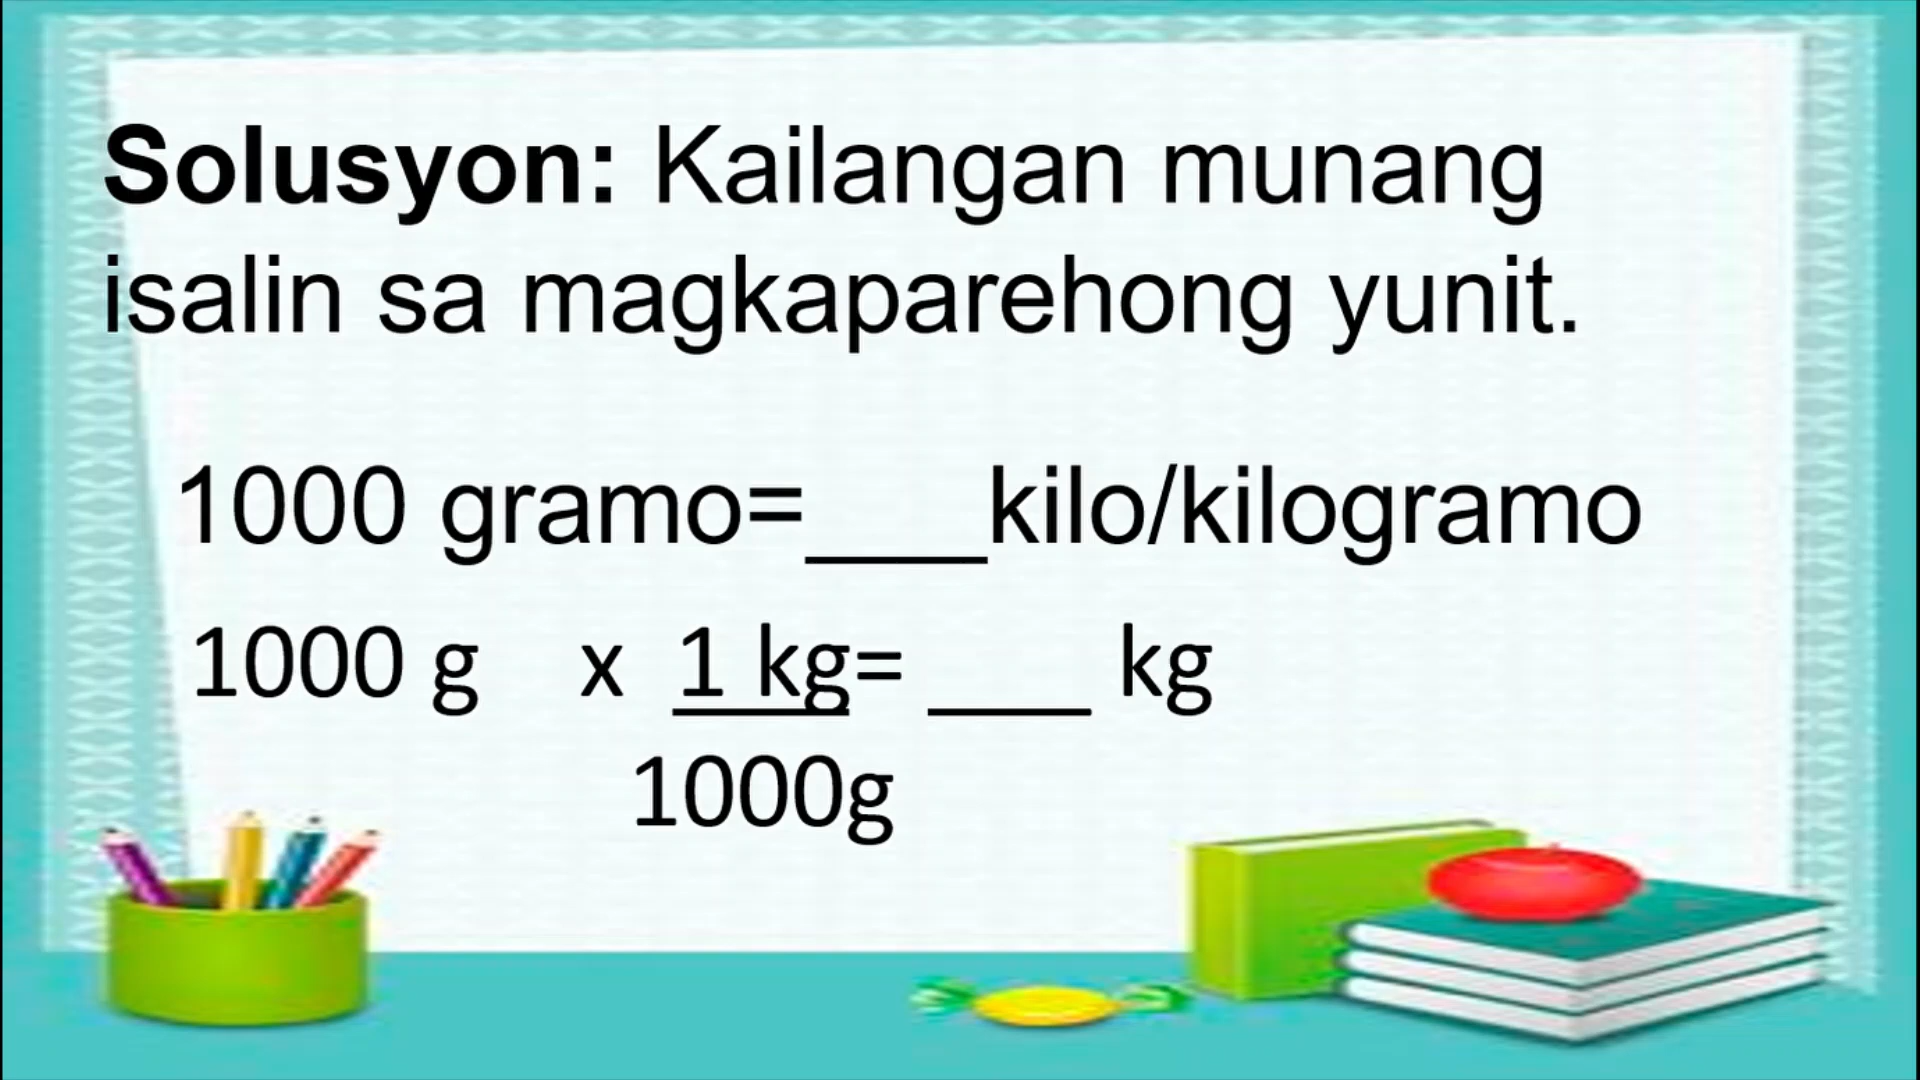 Solusyon: Kailangan munang
isalin sa magkaparehong yunit.
1000 gramo=___kilo/kilogramo
1000 g x 1 kg= ___ kg
1000g